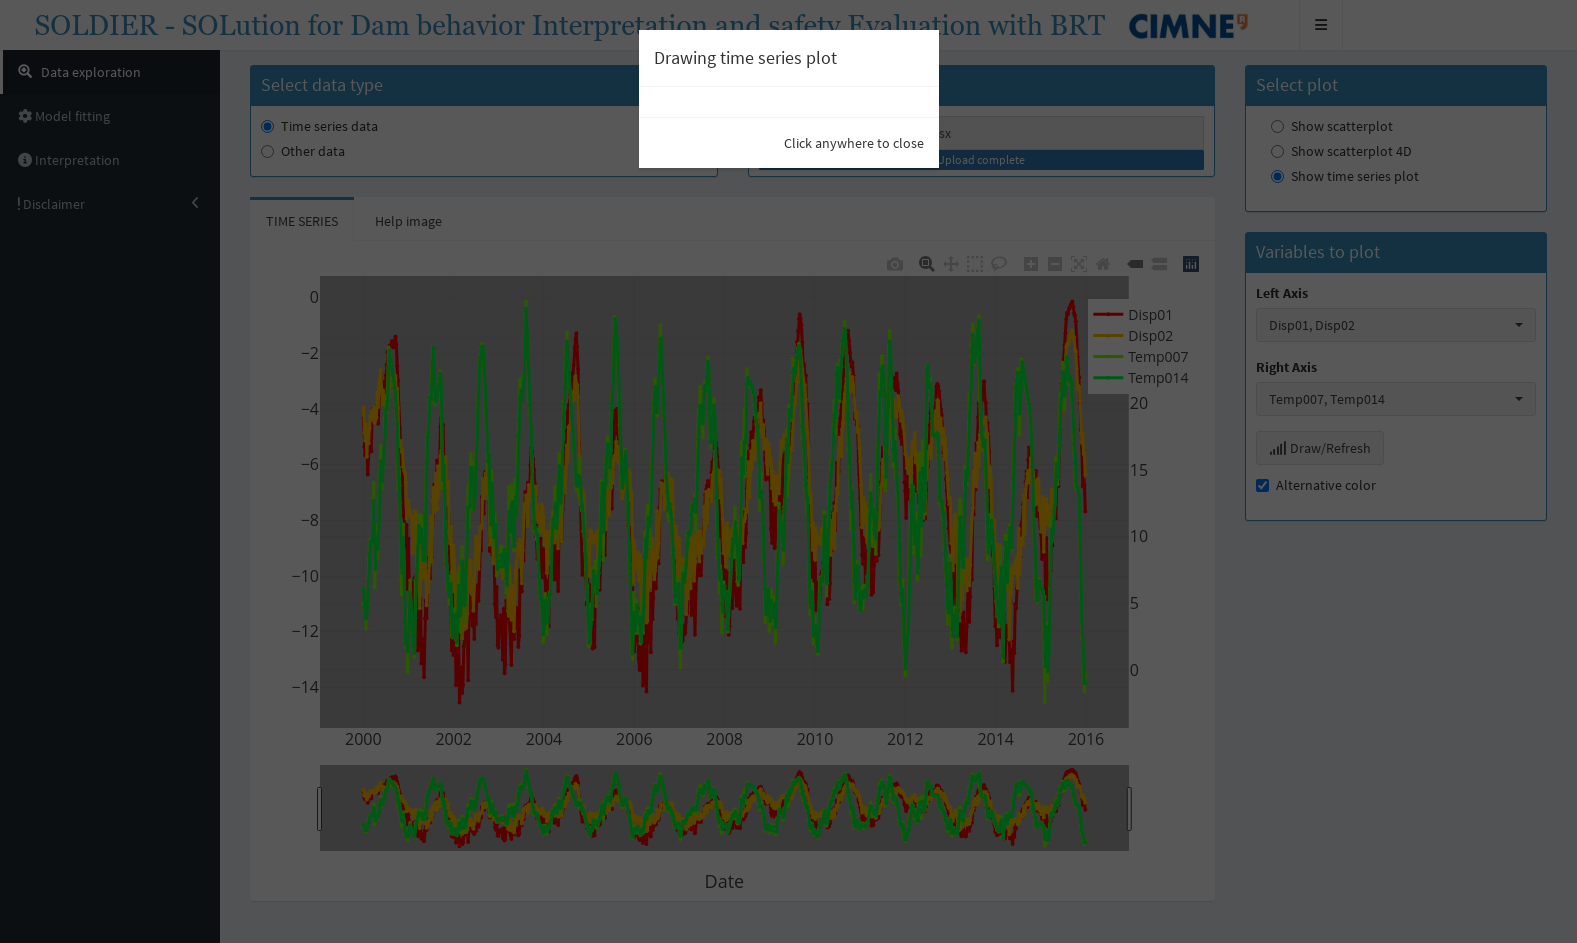 SOLDIER - SOLution for Dam behavior Interpretation and safety Evaluation with BRT
CIMNE
Drawing time series plot
Click anywhere to close
Data exploration
Model fitting
Interpretation
Disclaimer
Select data type
Time series data
Other data
sx
Upload complete
Select plot
Show scatterplot
Show scatterplot 4D
Show time series plot
TIME SERIES
Help image
Variables to plot
Left Axis
Disp01, Disp02
Right Axis
Temp007, Temp014
Draw/Refresh
Alternative color
Disp01
Disp02
Temp007
Temp014
0
−2
−4
−6
−8
−10
−12
−14
20
15
10
5
0
2000 2002 2004 2006 2008 2010 2012 2014 2016
Date